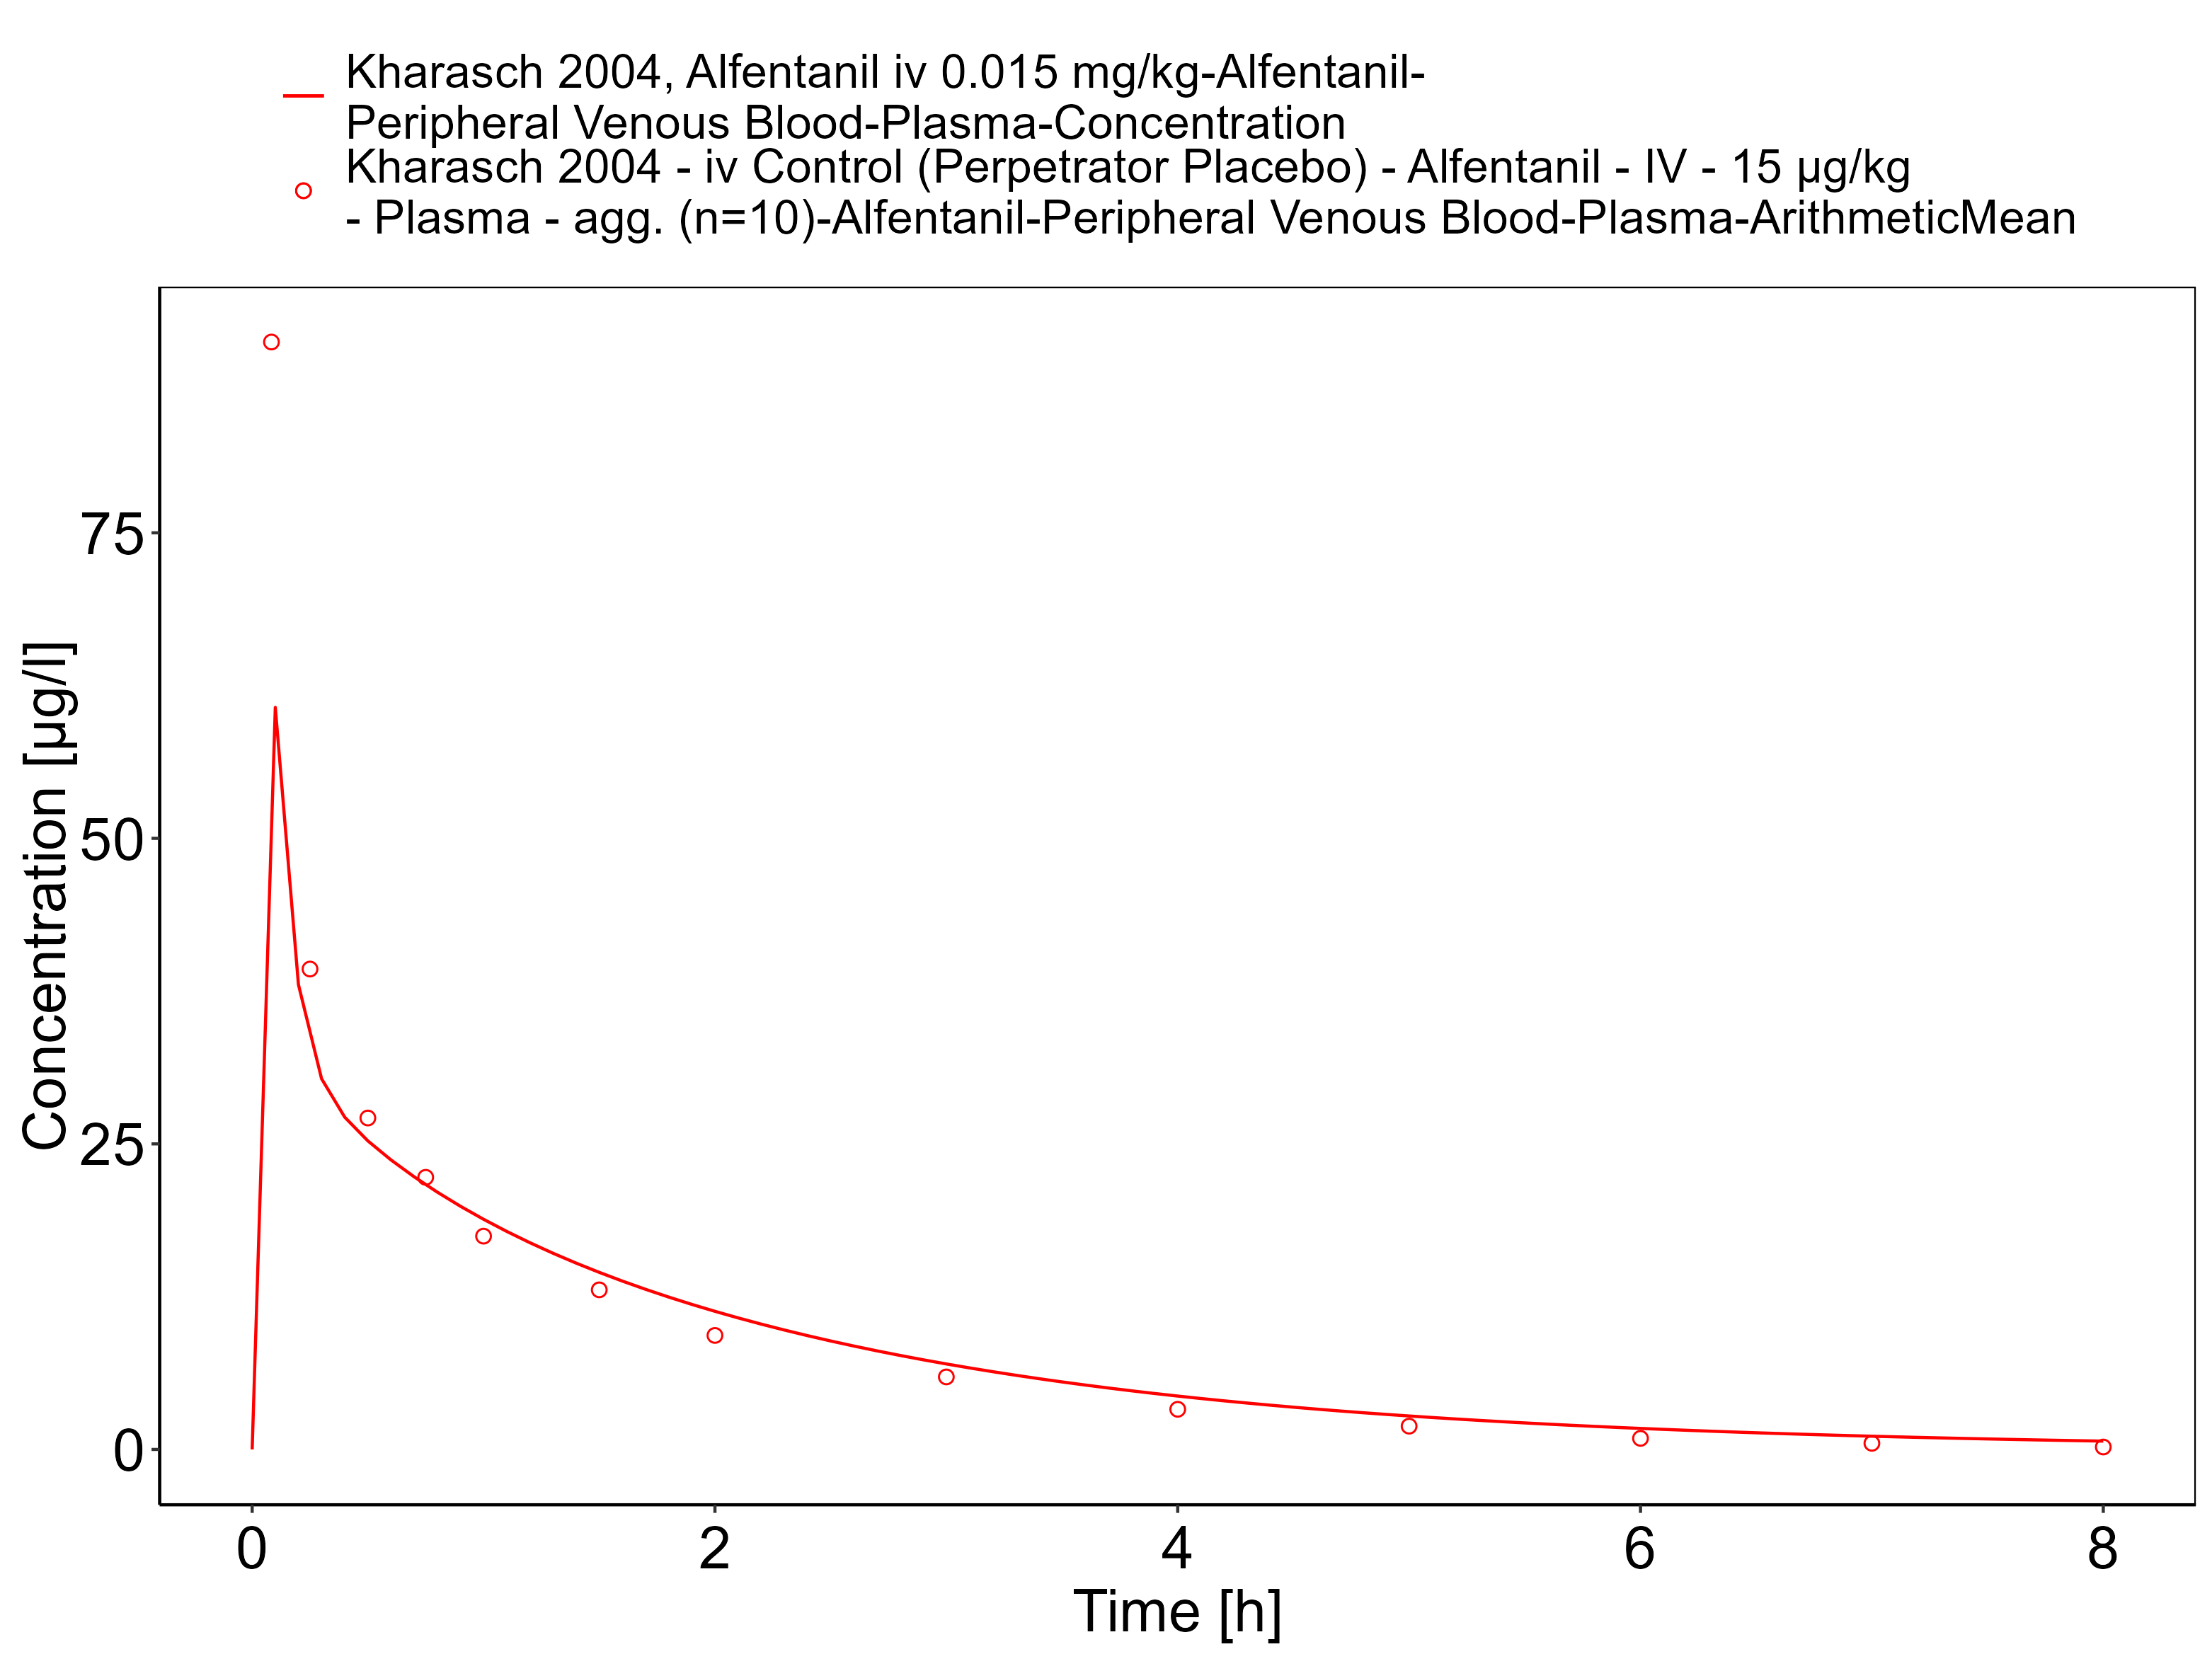 Kharasch 2004, Alfentanil iv 0.015 mg/kg-Alfentanil-
Peripheral Venous Blood-Plasma-Concentration
Kharasch 2004 - iv Control (Perpetrator Placebo) - Alfentanil - IV - 15 µg/kg
- Plasma - agg. (n=10)-Alfentanil-Peripheral Venous Blood-Plasma-ArithmeticMean
75
50
25
0
Concentration [µg/l]
0 2 4 6 8
Time [h]